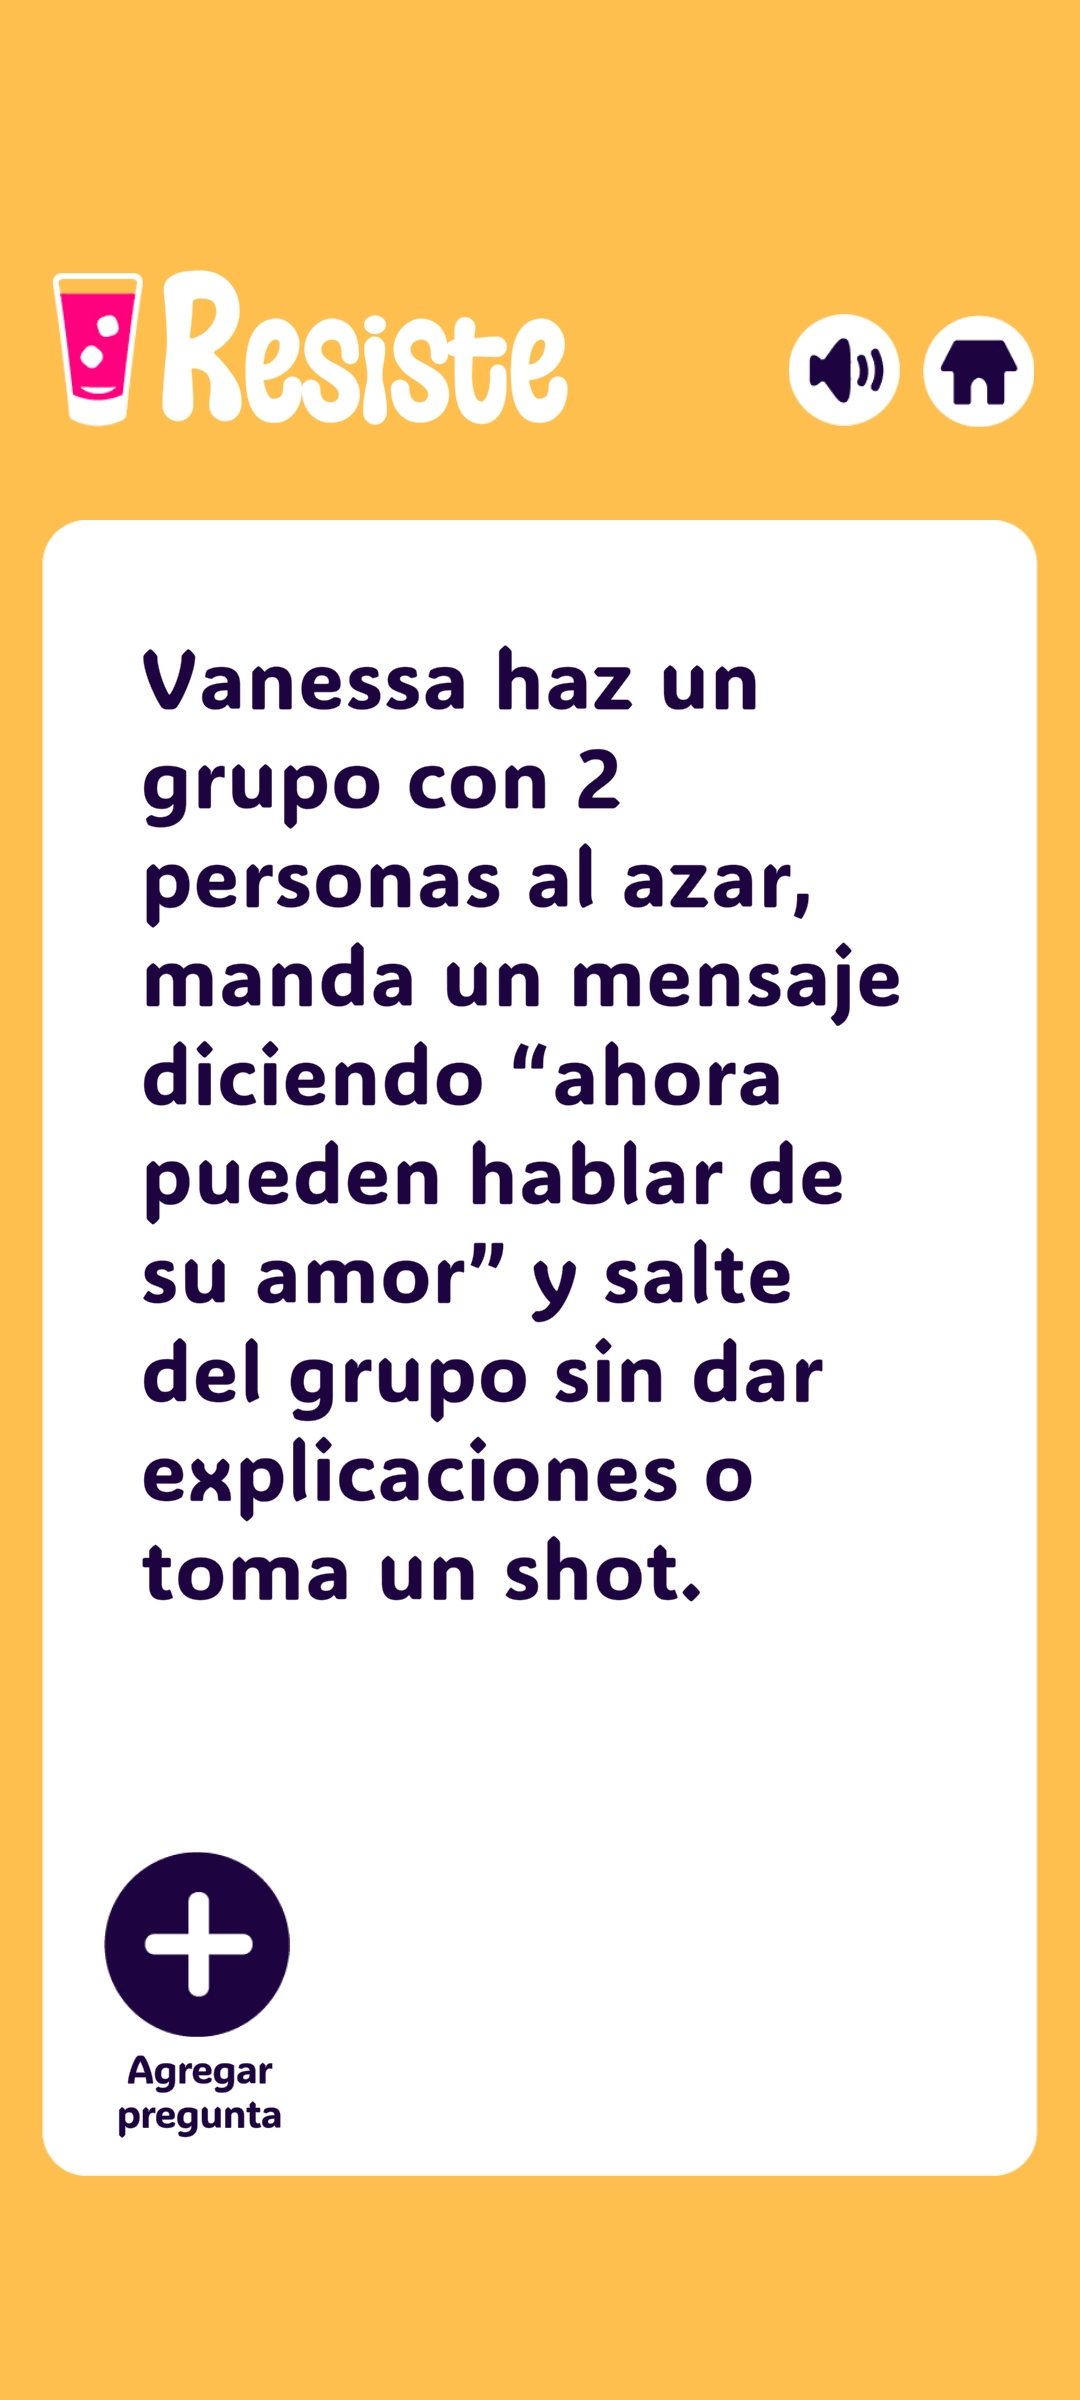 Resiste
Vanessa haz un
grupo con 2
personas al azar,
manda un mensaje
diciendo “ahora
pueden hablar de
su amor” y salte
del grupo sin dar
explicaciones o
toma un shot.
Agregar
pregunta